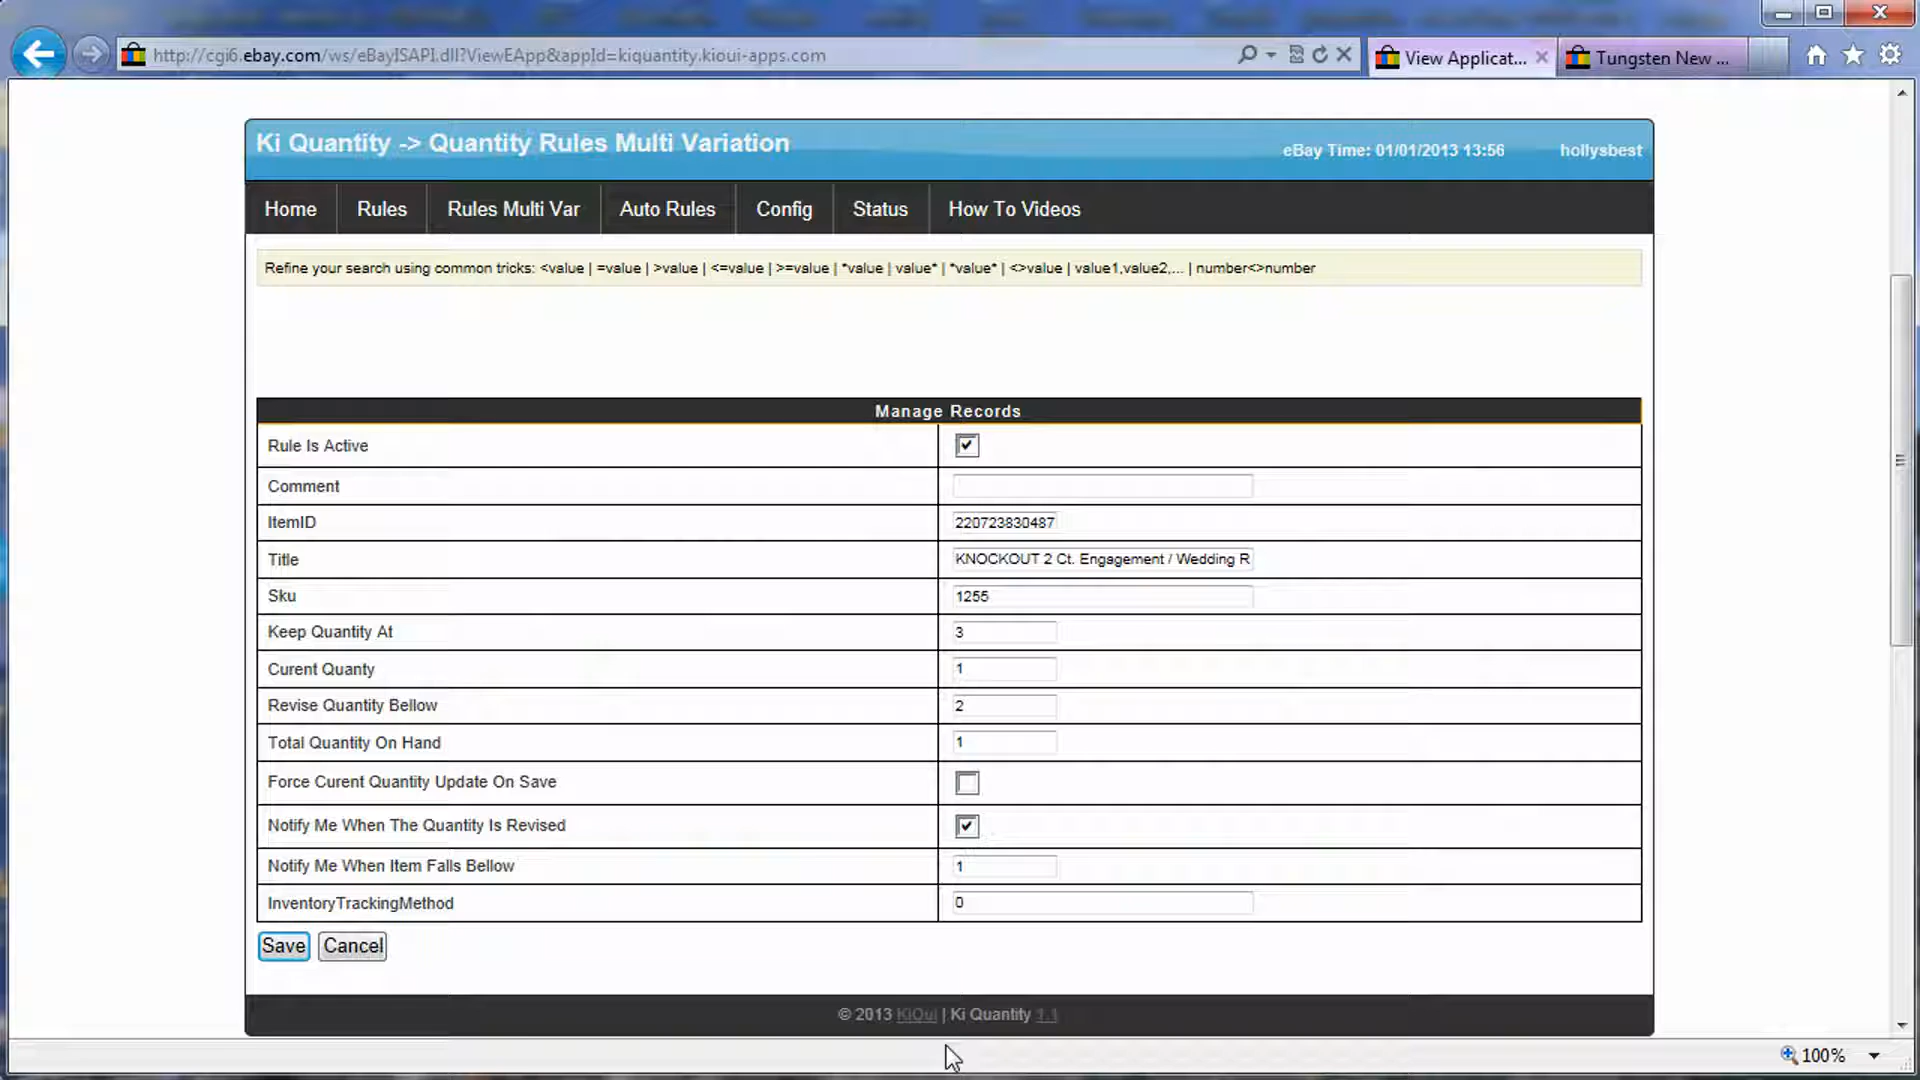 http://cgi6.ebay.com/ws/eBayISAPI.dll?ViewEApp&appId=kiquantity.kioui-apps.com
View Applicat...
Tungsten New ...
Ki Quantity -> Quantity Rules Multi Variation
eBay Time: 01/01/2013 13:56
hollysbest
Home
Rules
Rules Multi Var
Auto Rules
Config
Status
How To Videos
Refine your search using common tricks: <value | =value | >value | <=value | >=value | *value | value* | *value* | <>value | value1,value2,... | number<>number
Manage Records
Rule Is Active
Comment
ItemID 220723830487
Title KNOCKOUT 2 Ct. Engagement / Wedding R
Sku 1255
Keep Quantity At 3
Curent Quanty 1
Revise Quantity Bellow 2
Total Quantity On Hand 1
Force Curent Quantity Update On Save
Notify Me When The Quantity Is Revised
Notify Me When Item Falls Bellow 1
InventoryTrackingMethod 0
Save Cancel
© 2013 KiOui | Ki Quantity 1.1
100%